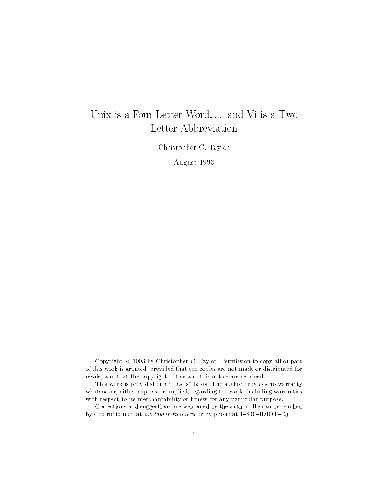 Unix is a Four Letter Word... and Vi is a Two
Letter Abbreviation
Christopher C. Taylor
August 1993
Copyright © 1993 by Christopher C. Taylor. Permission to copy all or part
of this work is granted, provided that the copies are not made or distributed for
resale, and that the copyright notice and this notice are retained.
This work is provided on an "as is" basis. The author provides no warranty
whatsoever, either express or implied, regarding the work, including warranties
with respect to its merchantability or fitness for any particular purpose.